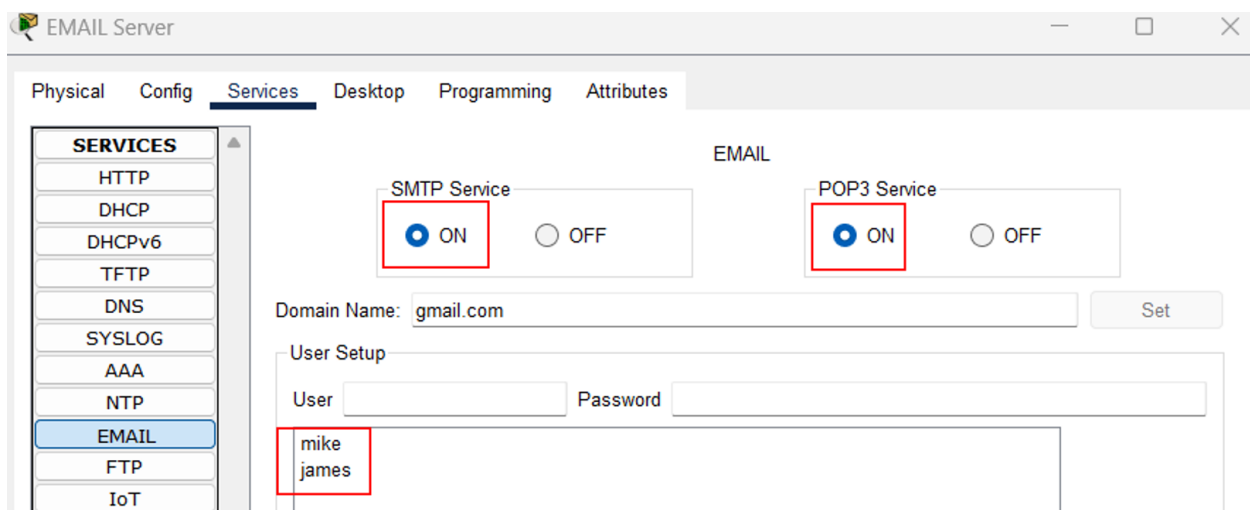 EMAIL Server
Physical Config Services Desktop Programming Attributes
SERVICES
HTTP
DHCP
DHCPv6
TFTP
DNS
SYSLOG
AAA
NTP
EMAIL
FTP
IoT
EMAIL
SMTP Service
ON OFF
POP3 Service
ON OFF
Domain Name: gmail.com Set
User Setup
User Password
mike
james